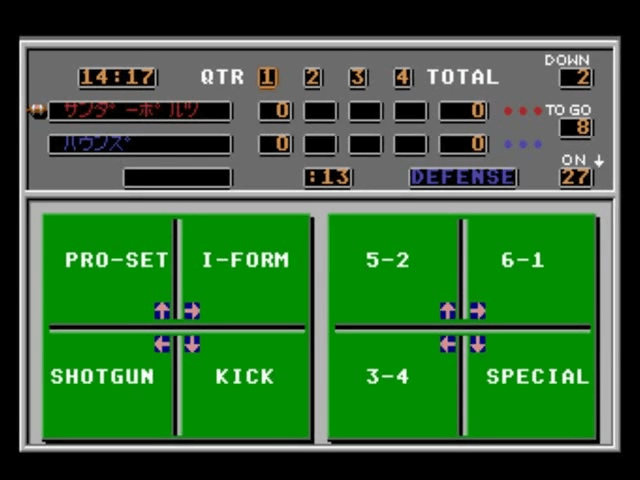 DOWN
14:17 QTR 1 2 3 4 TOTAL 2
サンダーボルツ 0 0 TO GO
8
ハウンズ 0 0
ON ↓
:13 DEFENSE 27
PRO-SET I-FORM 5-2 6-1
↑ → ↑ →
← ↓ ← ↓
SHOTGUN KICK 3-4 SPECIAL